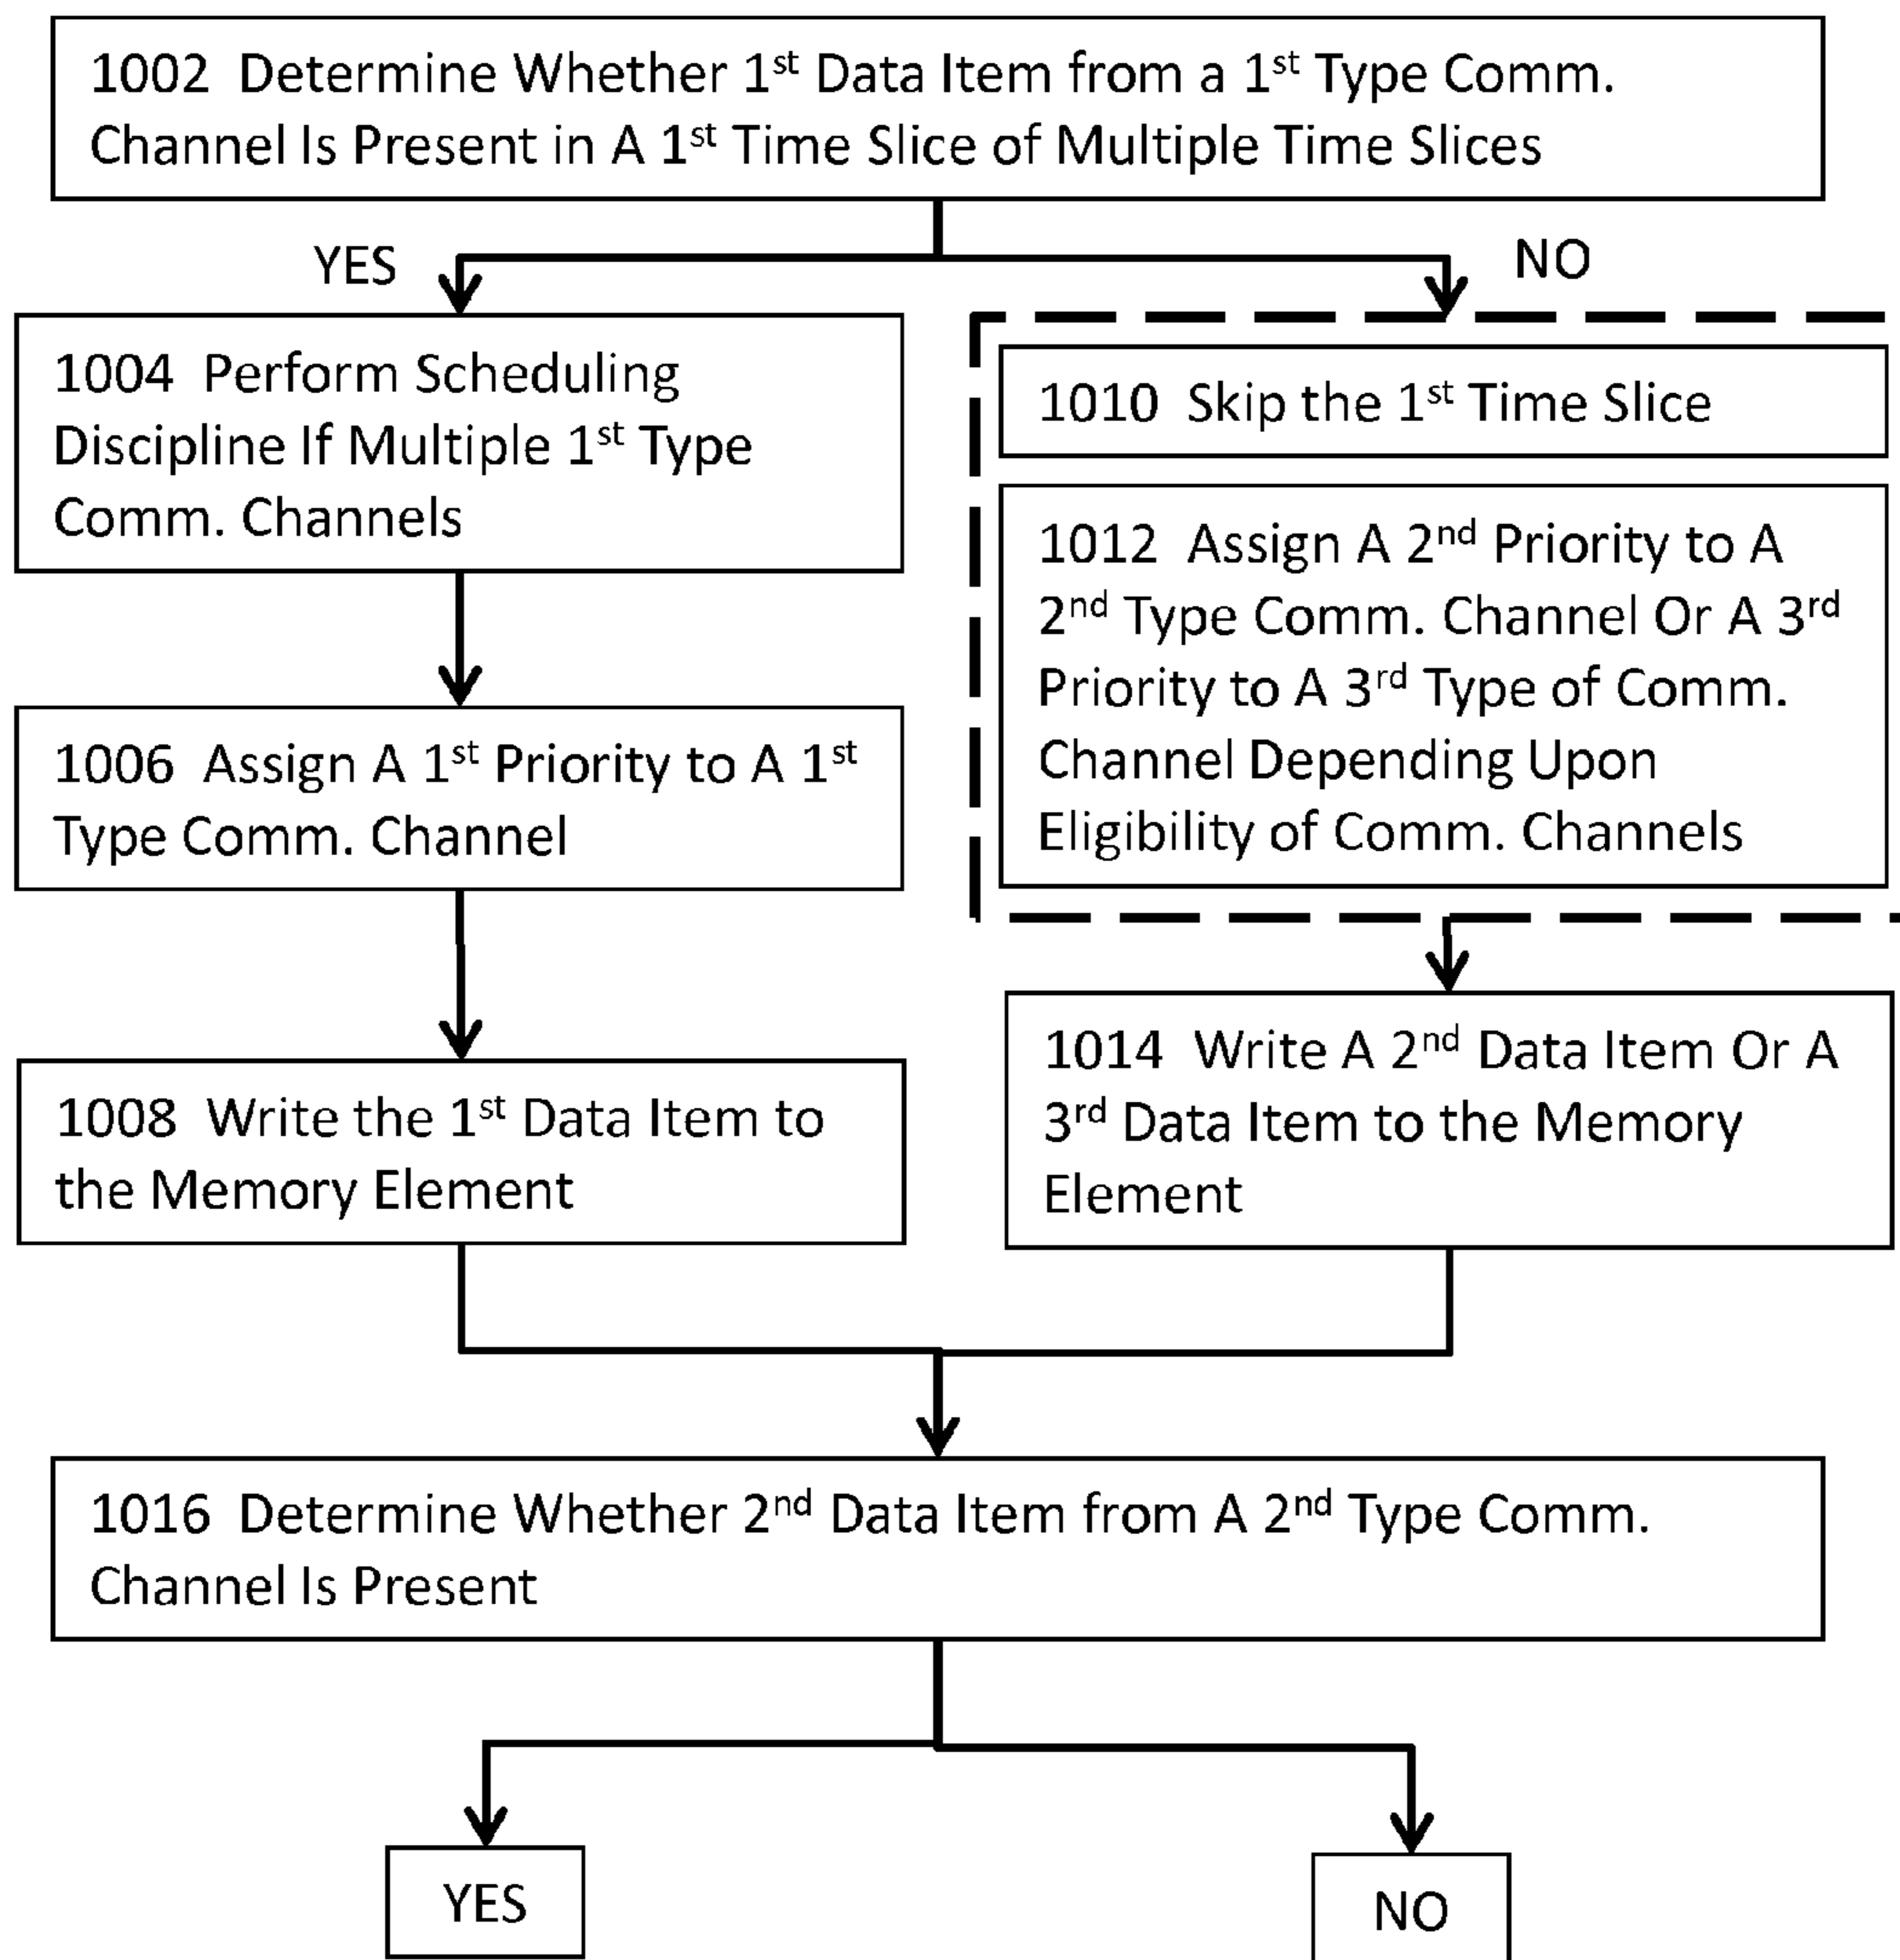 1002 Determine Whether 1st Data Item from a 1st Type Comm.
Channel Is Present in A 1st Time Slice of Multiple Time Slices
YES
NO
1004 Perform Scheduling
Discipline If Multiple 1st Type
Comm. Channels
1006 Assign A 1st Priority to A 1st
Type Comm. Channel
1008 Write the 1st Data Item to
the Memory Element
1010 Skip the 1st Time Slice
1012 Assign A 2nd Priority to A
2nd Type Comm. Channel Or A 3rd
Priority to A 3rd Type of Comm.
Channel Depending Upon
Eligibility of Comm. Channels
1014 Write A 2nd Data Item Or A
3rd Data Item to the Memory
Element
1016 Determine Whether 2nd Data Item from A 2nd Type Comm.
Channel Is Present
YES
NO